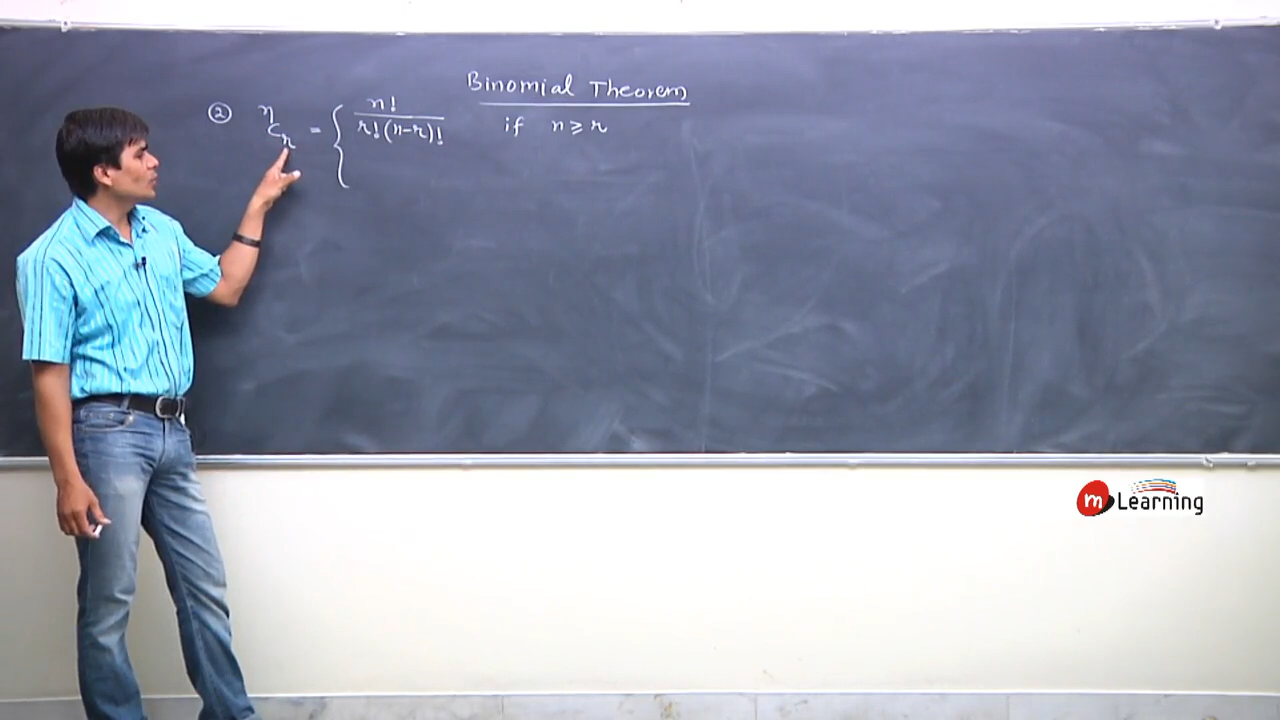 Binomial Theorem
② ⁿCᵣ = { n! / r!(n-r)! if n ≥ r
m Learning